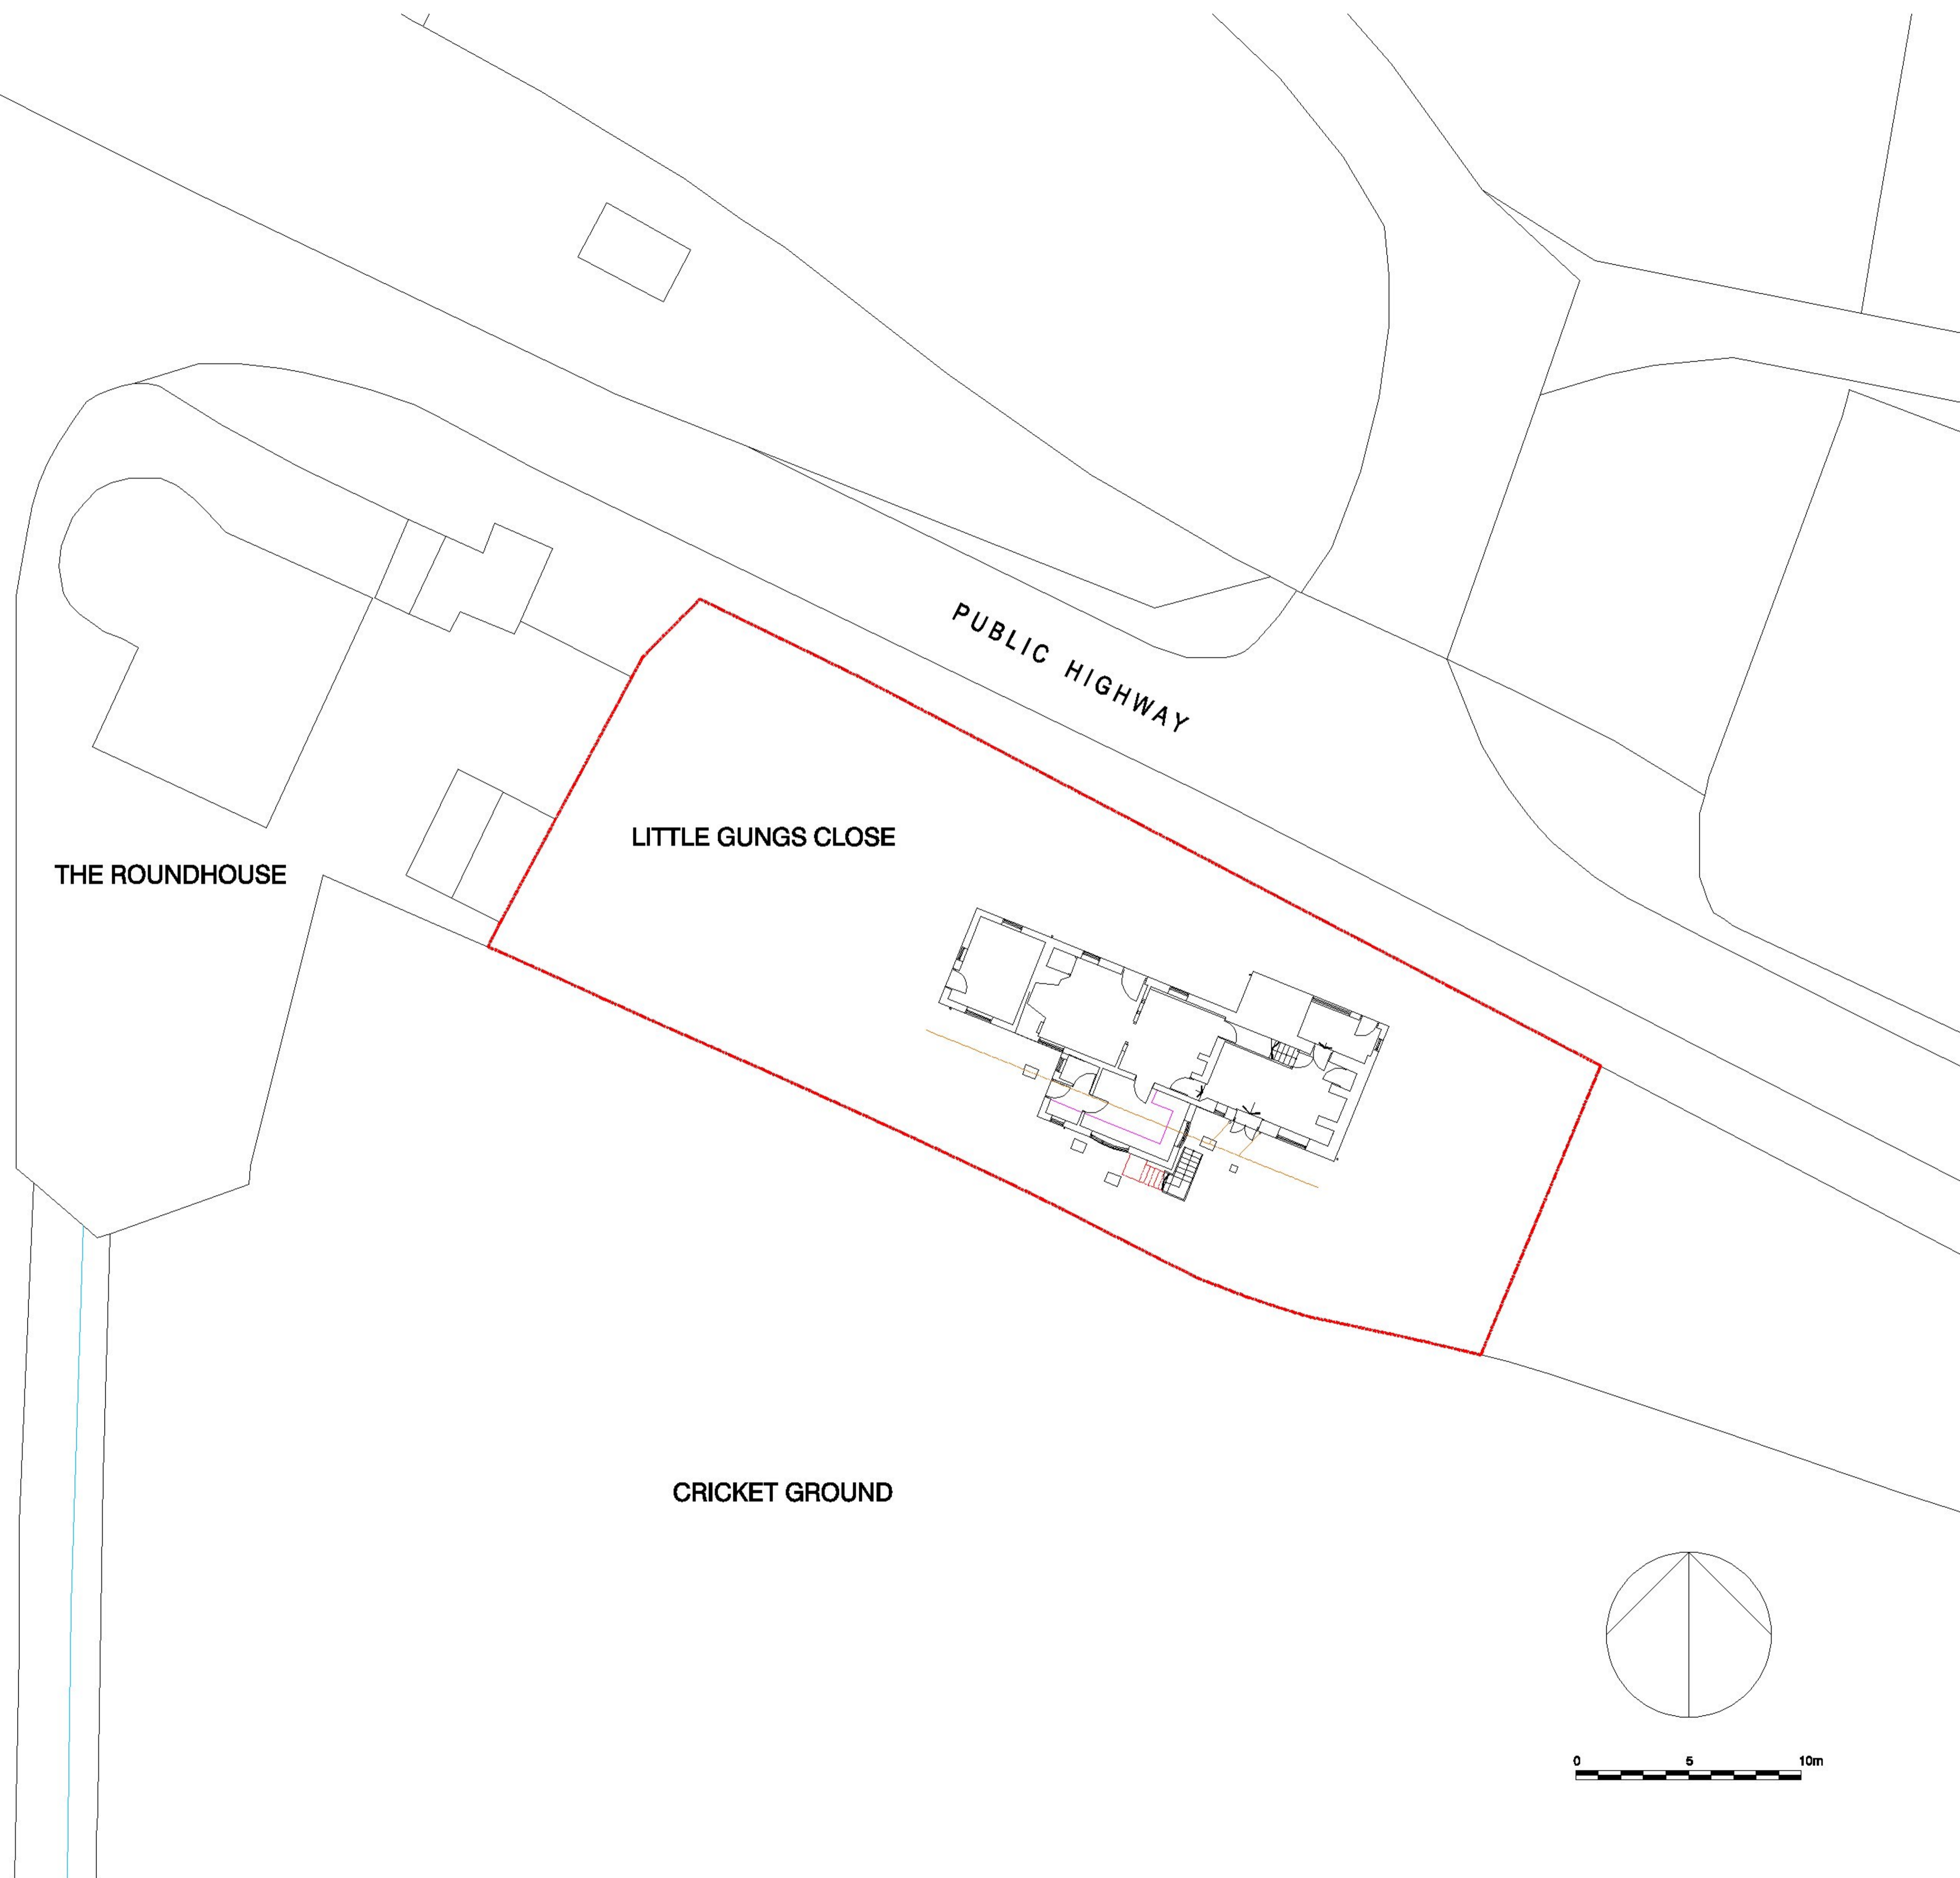 PUBLIC HIGHWAY
LITTLE GUNGS CLOSE
THE ROUNDHOUSE
CRICKET GROUND
0 5 10m